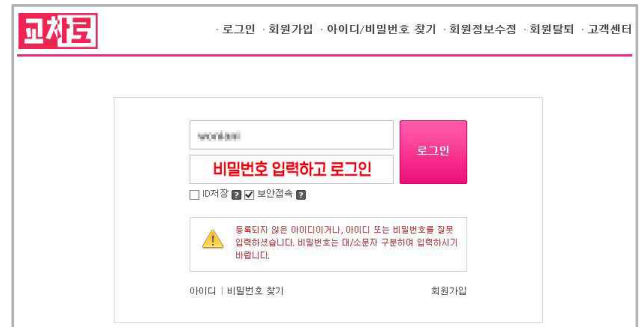 교차로
· 로그인 · 회원가입 · 아이디/비밀번호 찾기 · 회원정보수정 · 회원탈퇴 · 고객센터
로그인
비밀번호 입력하고 로그인
ID저장 ? 보안접속 ?
등록되지 않은 아이디이거나, 아이디 또는 비밀번호를 잘못
입력하셨습니다. 비밀번호는 대/소문자 구분하여 입력하시기
바랍니다.
아이디 | 비밀번호 찾기 회원가입